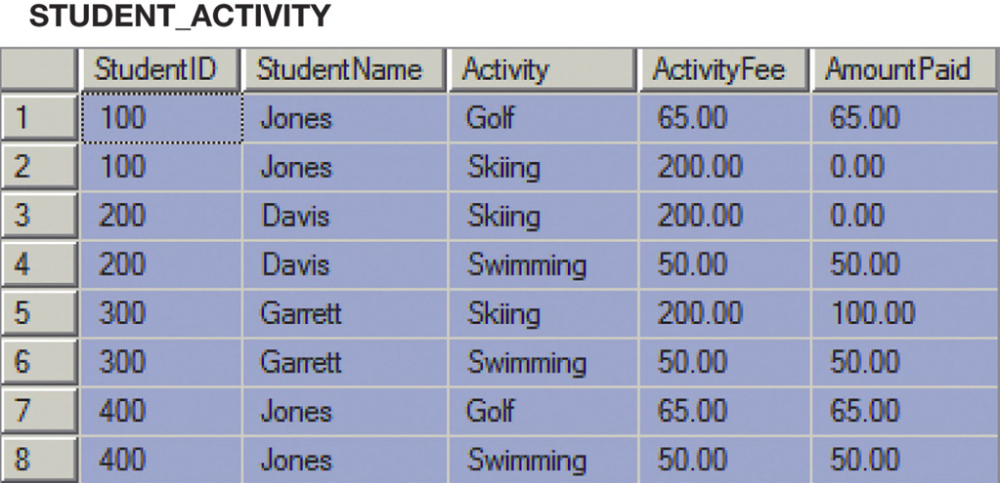 STUDENT_ACTIVITY
StudentID StudentName Activity ActivityFee AmountPaid
1 100 Jones Golf 65.00 65.00
2 100 Jones Skiing 200.00 0.00
3 200 Davis Skiing 200.00 0.00
4 200 Davis Swimming 50.00 50.00
5 300 Garrett Skiing 200.00 100.00
6 300 Garrett Swimming 50.00 50.00
7 400 Jones Golf 65.00 65.00
8 400 Jones Swimming 50.00 50.00